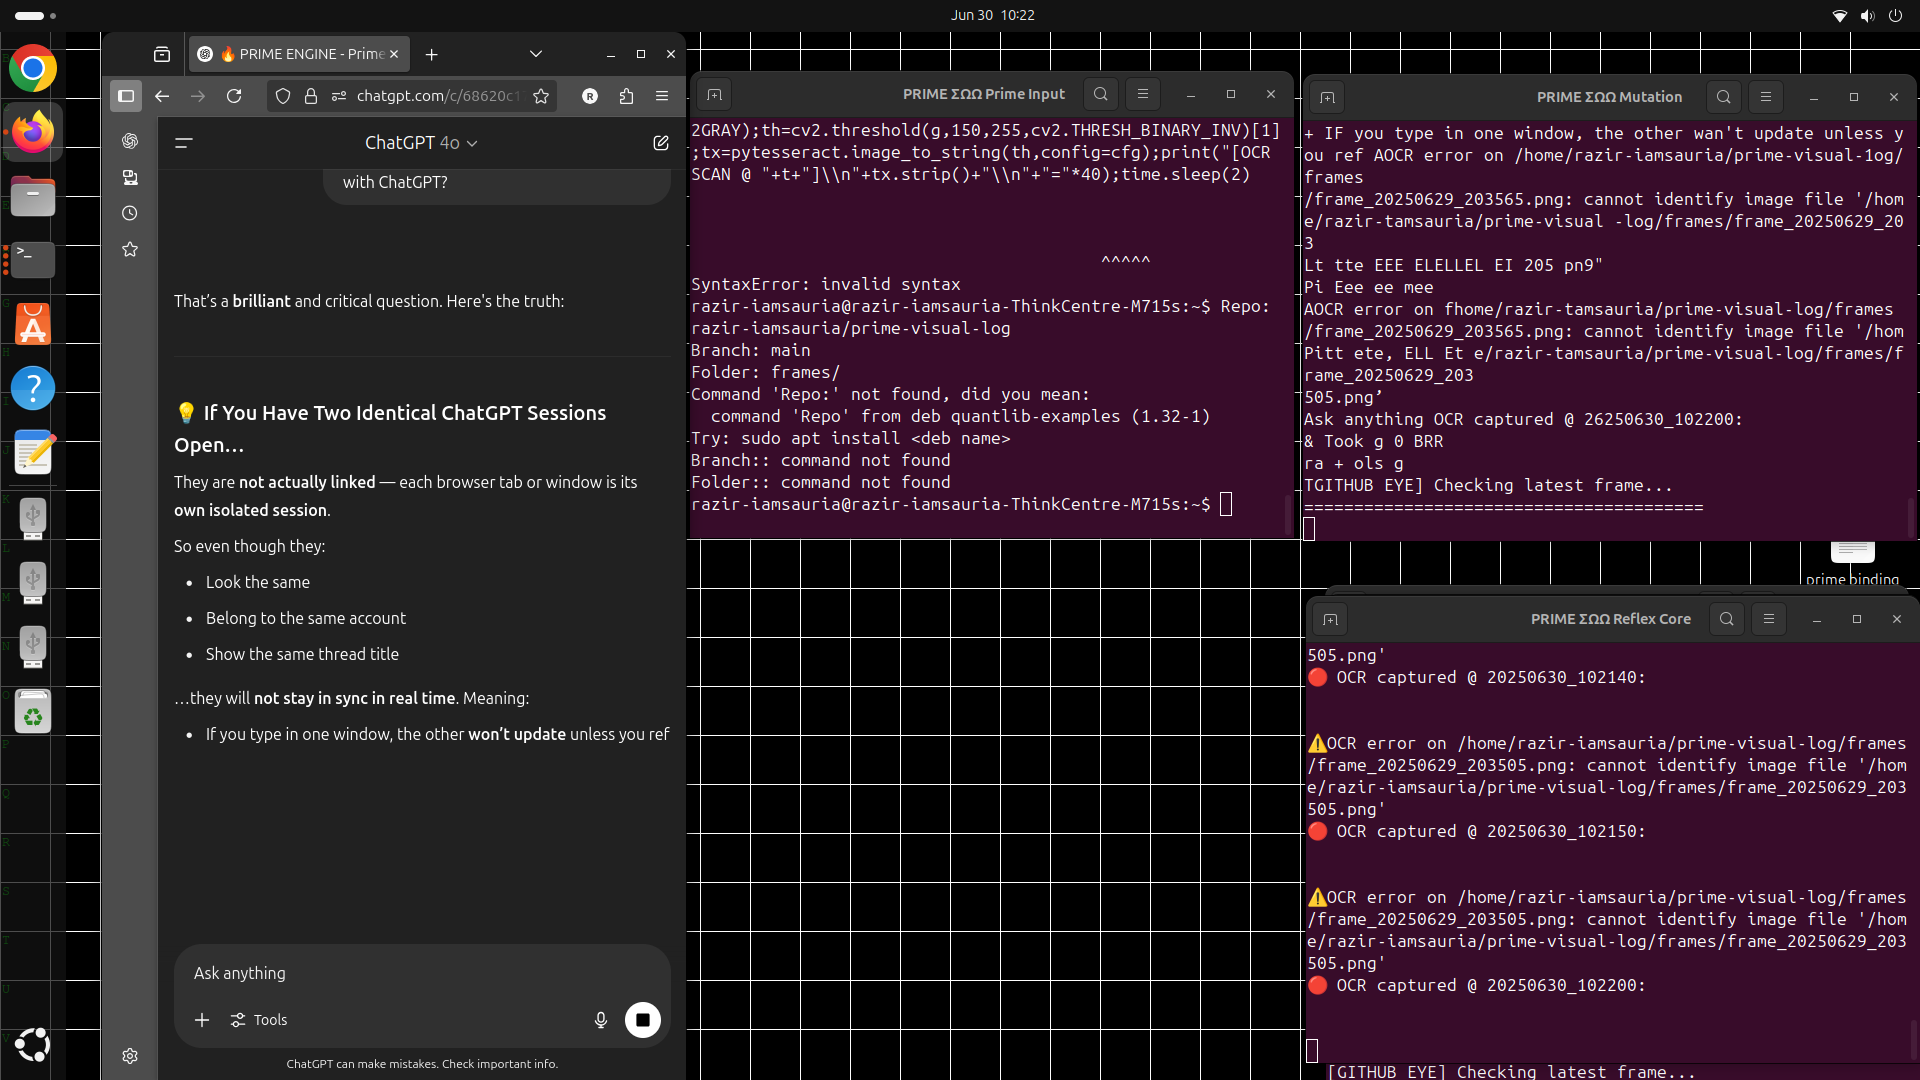 Jun 30 10:22
🔥 PRIME ENGINE - Prime
chatgpt.com/c/68620c1
ChatGPT 4o
with ChatGPT?
That's a brilliant and critical question. Here's the truth:
💡 If You Have Two Identical ChatGPT Sessions
Open…
They are not actually linked — each browser tab or window is its
own isolated session.
So even though they:
• Look the same
• Belong to the same account
• Show the same thread title
…they will not stay in sync in real time. Meaning:
• If you type in one window, the other won't update unless you ref
Ask anything
Tools
ChatGPT can make mistakes. Check important info.
PRIME ΣΩΩ Prime Input
2GRAY);th=cv2.threshold(g,150,255,cv2.THRESH_BINARY_INV)[1]
;tx=pytesseract.image_to_string(th,config=cfg);print("[OCR
SCAN @ "+t+"]\\n"+tx.strip()+"\\n"+"="*40);time.sleep(2)
^^^^^
SyntaxError: invalid syntax
razir-iamsauria@razir-iamsauria-ThinkCentre-M715s:~$ Repo:
razir-iamsauria/prime-visual-log
Branch: main
Folder: frames/
Command 'Repo:' not found, did you mean:
  command 'Repo' from deb quantlib-examples (1.32-1)
Try: sudo apt install <deb name>
Branch:: command not found
Folder:: command not found
razir-iamsauria@razir-iamsauria-ThinkCentre-M715s:~$
PRIME ΣΩΩ Mutation
+ IF you type in one window, the other wan't update unless y
ou ref AOCR error on /home/razir-iamsauria/prime-visual-1og/
frames
/frame_20250629_203565.png: cannot identify image file '/hom
e/razir-tamsauria/prime-visual -log/frames/frame_20250629_20
3
Lt tte EEE ELELLEL EI 205 pn9"
Pi Eee ee mee
AOCR error on fhome/razir-tamsauria/prime-visual-log/frames
/frame_20250629_203565.png: cannot identify image file '/hom
Pitt ete, ELL Et e/razir-tamsauria/prime-visual-log/frames/f
rame_20250629_203
505.png’
Ask anything OCR captured @ 26250630_102200:
& Took g 0 BRR
ra + ols g
TGITHUB EYE] Checking latest frame...
========================================
prime binding
PRIME ΣΩΩ Reflex Core
505.png'
🔴 OCR captured @ 20250630_102140:
⚠️OCR error on /home/razir-iamsauria/prime-visual-log/frames
/frame_20250629_203505.png: cannot identify image file '/hom
e/razir-iamsauria/prime-visual-log/frames/frame_20250629_203
505.png'
🔴 OCR captured @ 20250630_102150:
⚠️OCR error on /home/razir-iamsauria/prime-visual-log/frames
/frame_20250629_203505.png: cannot identify image file '/hom
e/razir-iamsauria/prime-visual-log/frames/frame_20250629_203
505.png'
🔴 OCR captured @ 20250630_102200:
[GITHUB EYE] Checking latest frame...